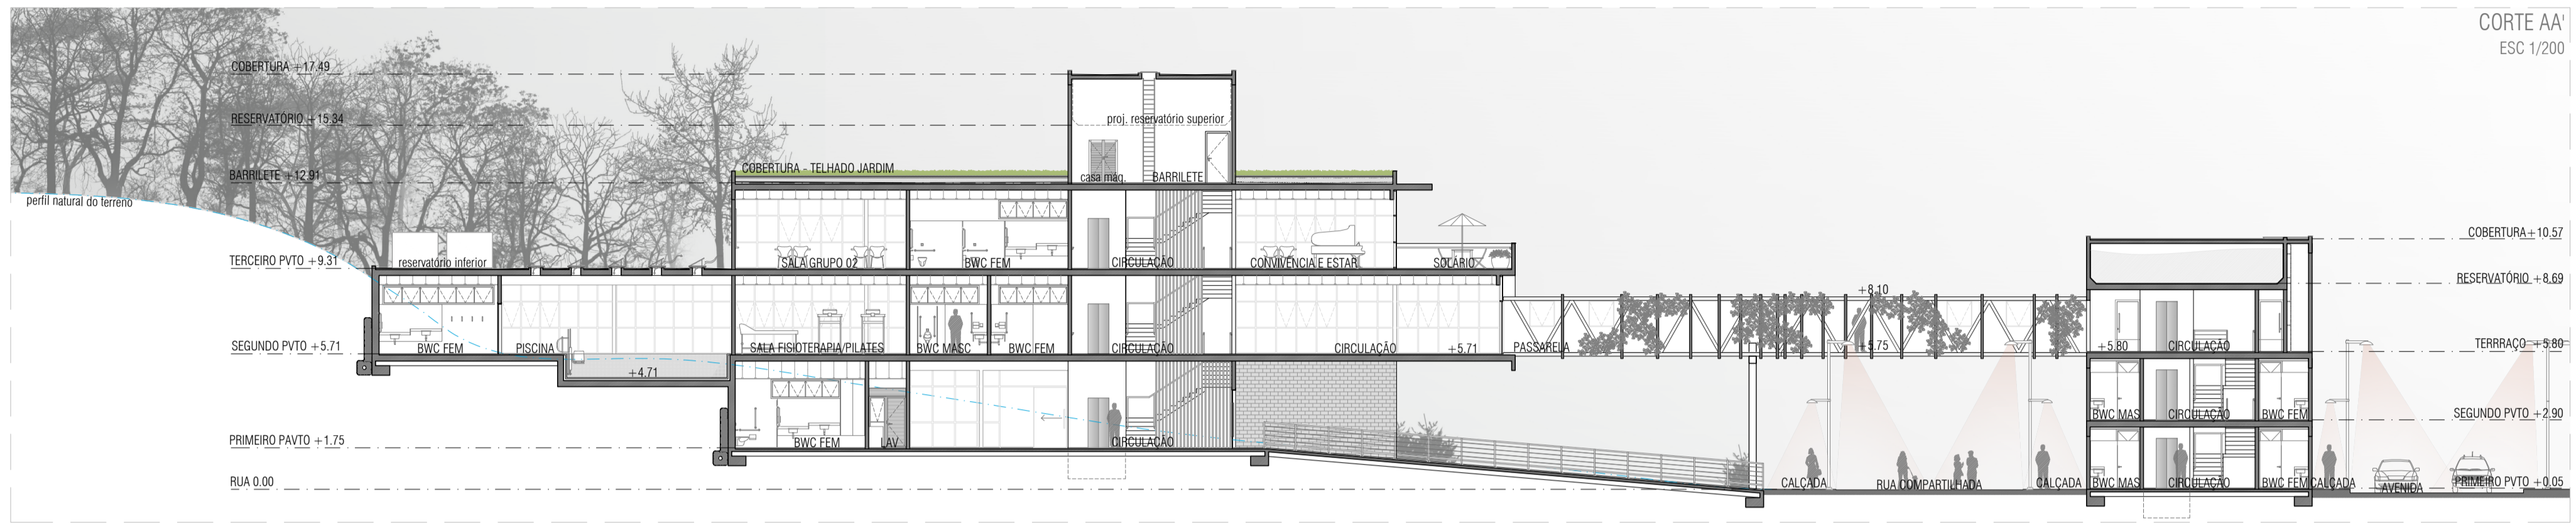 CORTE AA'
ESC 1/200
COBERTURA +17.49
RESERVATÓRIO +15.34
proj. reservatório superior
COBERTURA - TELHADO JARDIM
BARRILETE +12.91
casa máq.
BARRILETE
perfil natural do terreno
COBERTURA+10.57
TERCEIRO PVTO +9.31
reservatório inferior
SALA GRUPO 02
BWC FEM
CIRCULAÇÃO
CONVIVÊNCIA E ESTAR
SOLÁRIO
RESERVATÓRIO +8.69
+8.10
SEGUNDO PVTO +5.71
BWC FEM
PISCINA
SALA FISIOTERAPIA/PILATES
BWC MASC
BWC FEM
CIRCULAÇÃO
CIRCULAÇÃO
+5.71
PASSARELA
+5.75
+5.80
CIRCULAÇÃO
TERRRAÇO +5.80
+4.71
BWC MAS
CIRCULAÇÃO
BWC FEM
SEGUNDO PVTO +2.90
PRIMEIRO PAVTO +1.75
BWC FEM
LAV
CIRCULAÇÃO
RUA 0.00
CALÇADA
RUA COMPARTILHADA
CALÇADA
BWC MAS
CIRCULAÇÃO
BWC FEM
CALÇADA
AVENIDA
PRIMEIRO PVTO +0.05